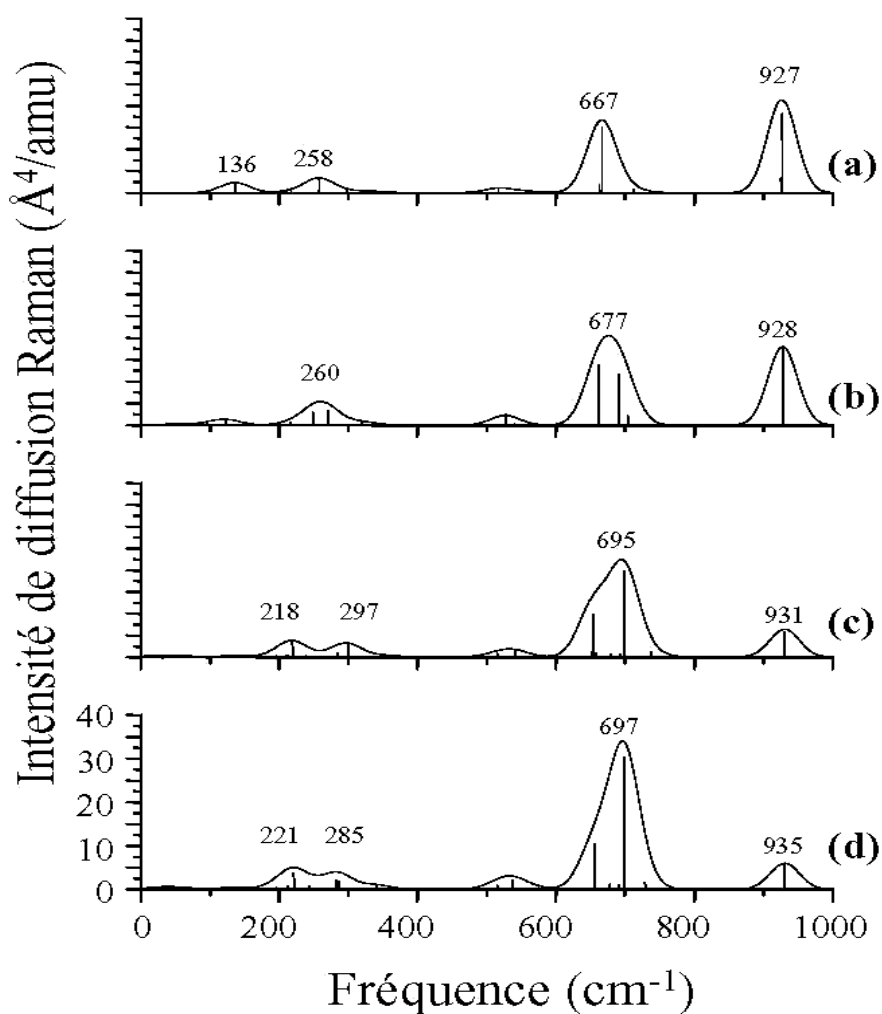 Intensité de diffusion Raman (Å⁴/amu)
136 258 667 927 (a)
260 677 928 (b)
218 297 695 931 (c)
40
30
20
10
0
221 285 697 935 (d)
0 200 400 600 800 1000
Fréquence (cm⁻¹)